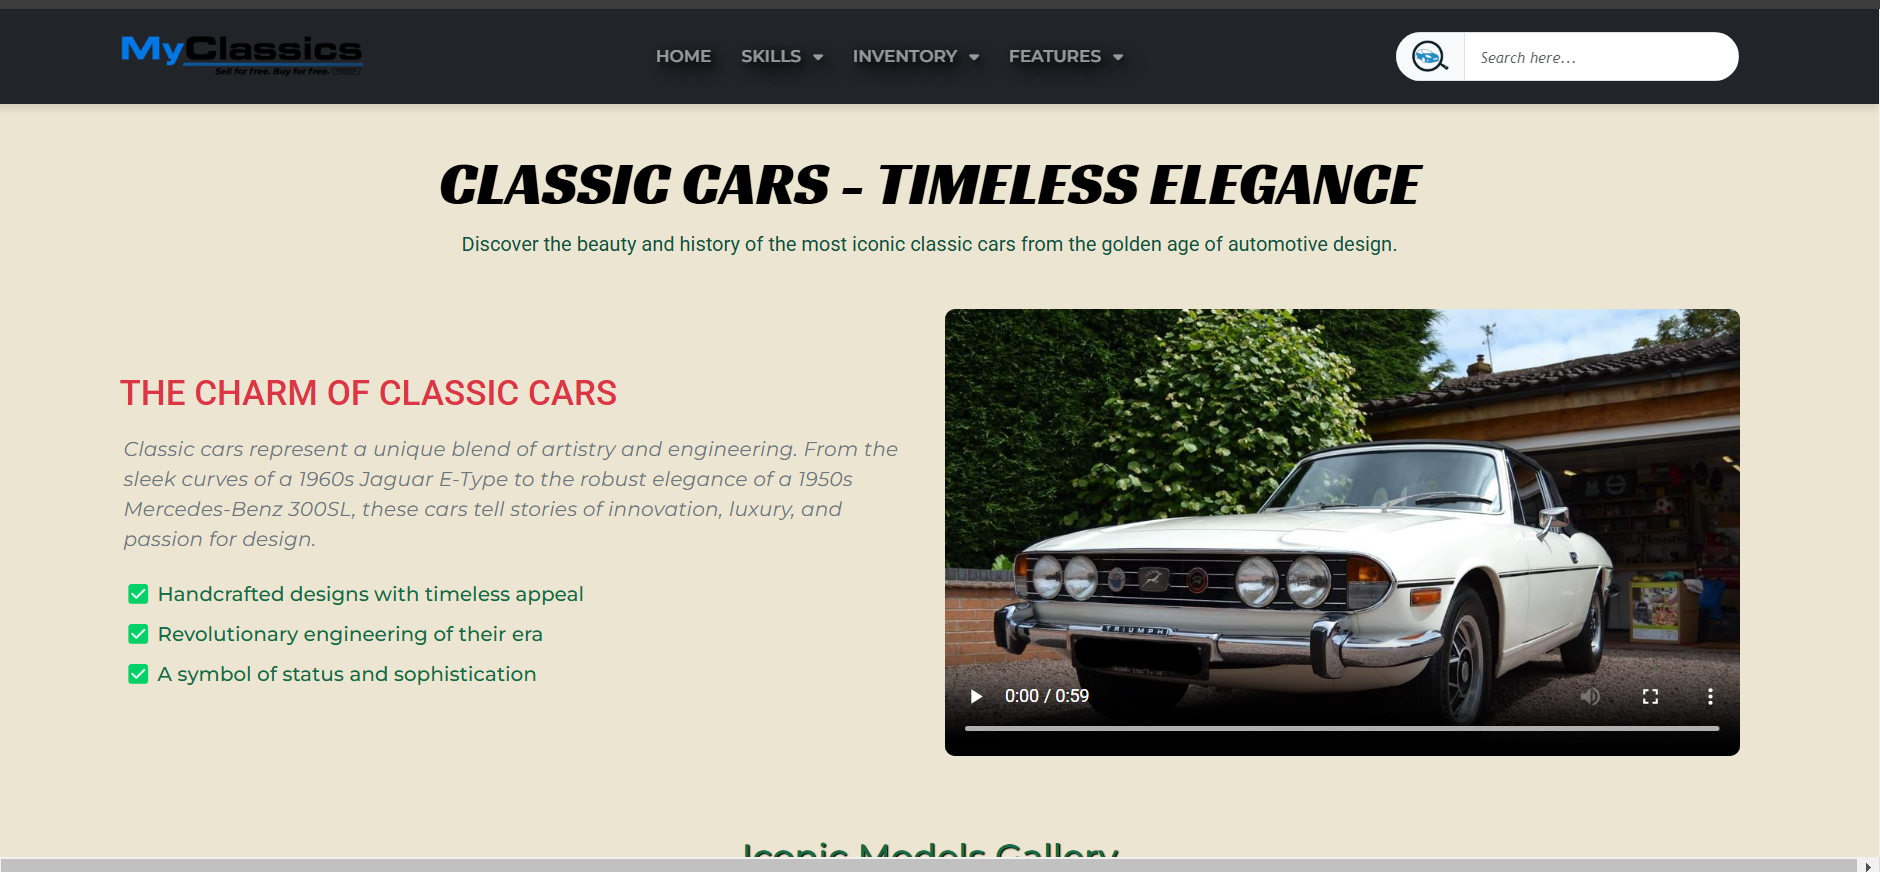 MyClassics
Sell for free. Buy for free.
HOME SKILLS INVENTORY FEATURES
Search here...
CLASSIC CARS - TIMELESS ELEGANCE
Discover the beauty and history of the most iconic classic cars from the golden age of automotive design.
THE CHARM OF CLASSIC CARS
Classic cars represent a unique blend of artistry and engineering. From the
sleek curves of a 1960s Jaguar E-Type to the robust elegance of a 1950s
Mercedes-Benz 300SL, these cars tell stories of innovation, luxury, and
passion for design.
Handcrafted designs with timeless appeal
Revolutionary engineering of their era
A symbol of status and sophistication
TRIUMPH
0:00 / 0:59
Iconic Models Gallery